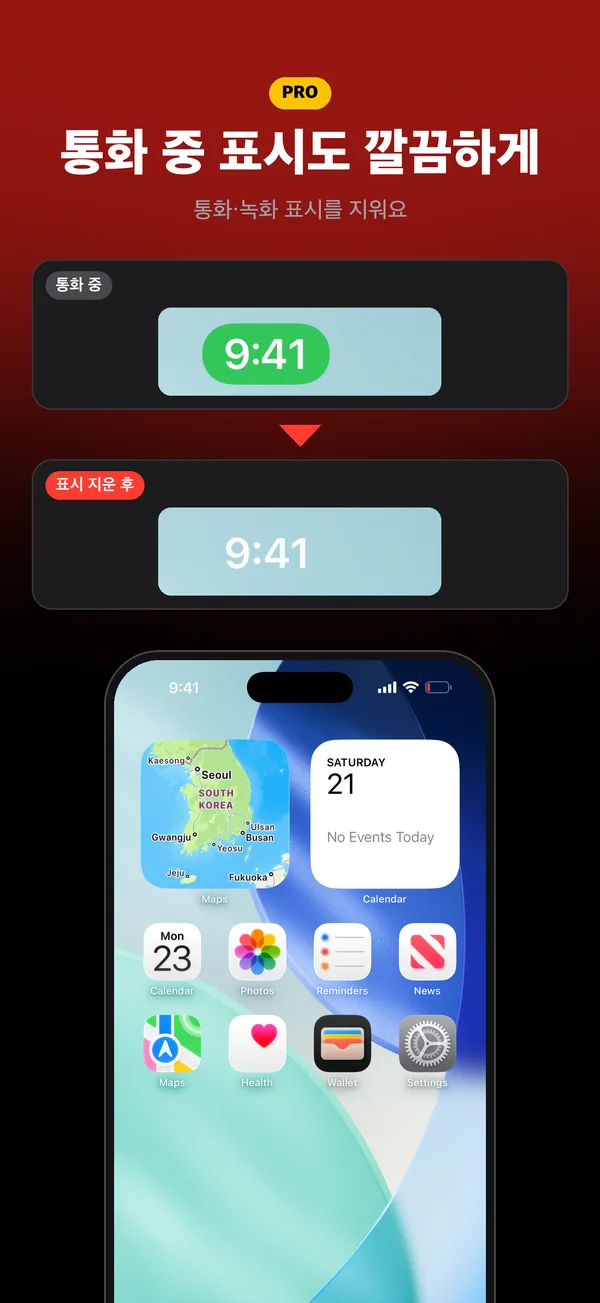 PRO
통화 중 표시도 깔끔하게
통화·녹화 표시를 지워요
통화 중
9:41
표시 지운 후
9:41
9:41
Kaesong
Seoul
SOUTH
KOREA
Gwangju
Ulsan
Busan
Yeosu
Jeju
Fukuoka
Maps
SATURDAY
21
No Events Today
Calendar
Mon
23
Calendar
Photos
Reminders
News
Maps
Health
Wallet
Settings